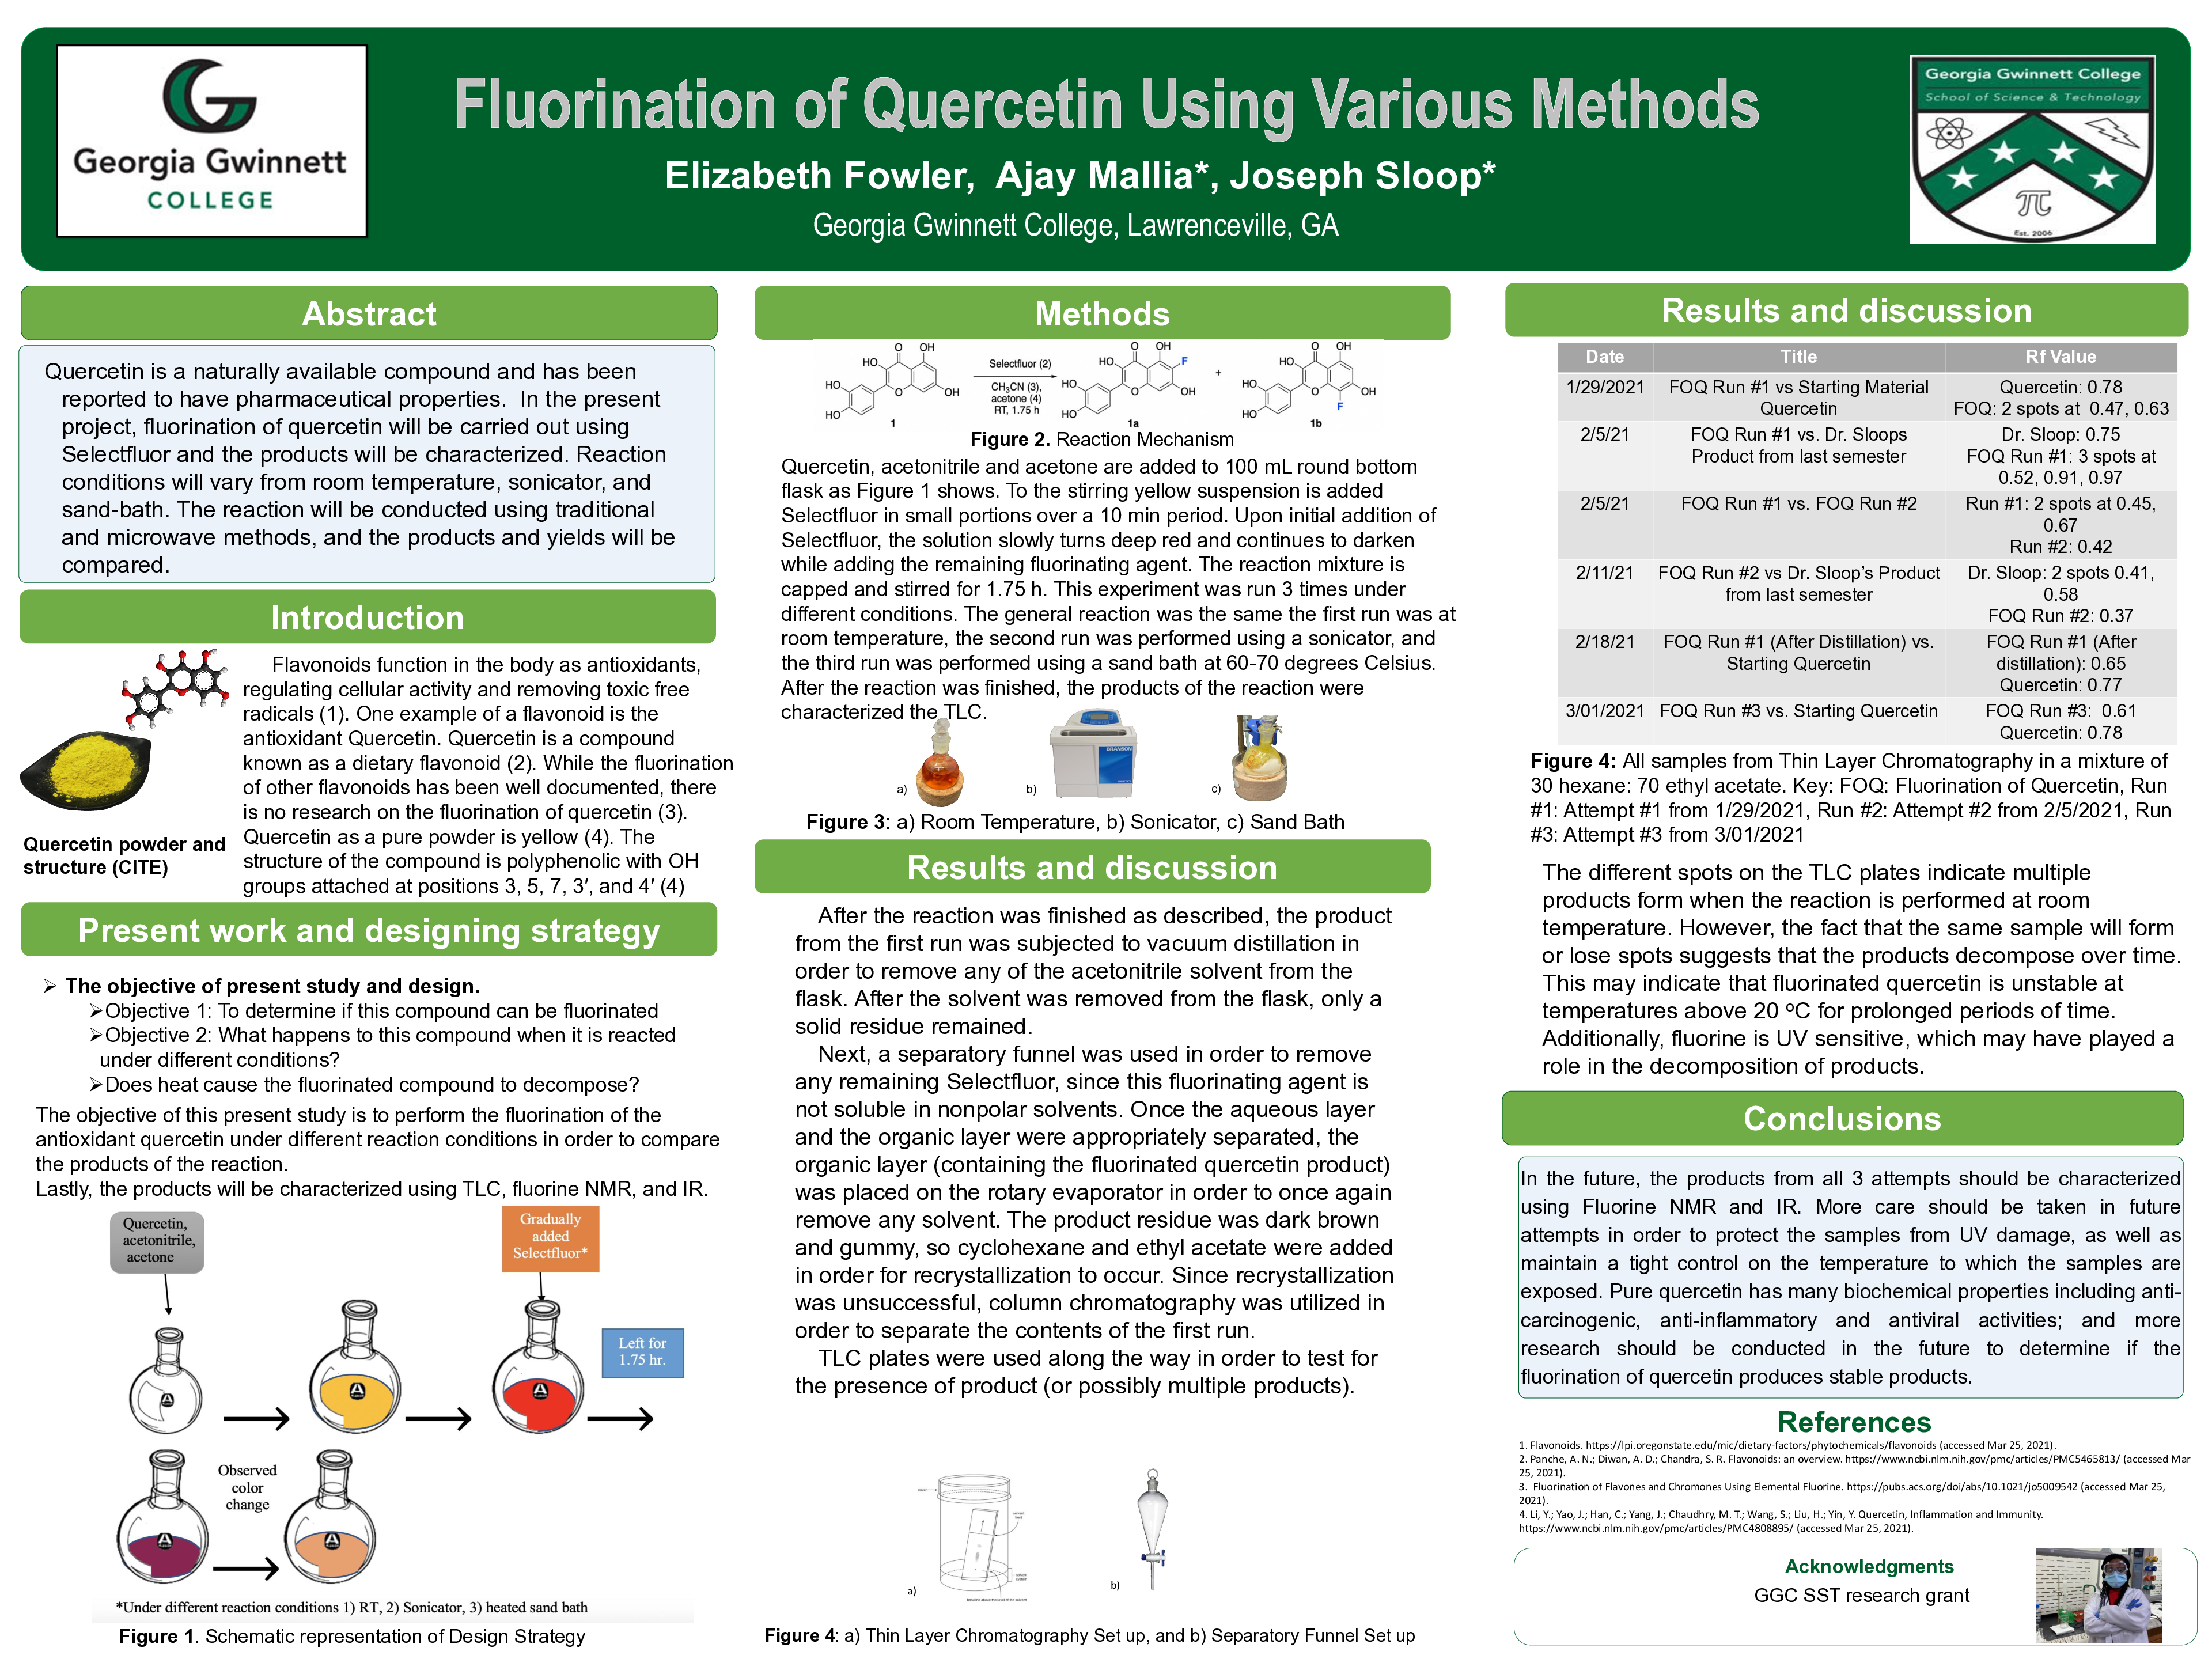 Georgia Gwinnett
COLLEGE
Fluorination of Quercetin Using Various Methods
Elizabeth Fowler,  Ajay Mallia*, Joseph Sloop*
Georgia Gwinnett College, Lawrenceville, GA
Georgia Gwinnett College
School of Science & Technology
π
Est. 2006
Abstract
Quercetin is a naturally available compound and has been
reported to have pharmaceutical properties.  In the present
project, fluorination of quercetin will be carried out using
Selectfluor and the products will be characterized. Reaction
conditions will vary from room temperature, sonicator, and
sand-bath. The reaction will be conducted using traditional
and microwave methods, and the products and yields will be
compared.
Introduction
Flavonoids function in the body as antioxidants,
regulating cellular activity and removing toxic free
radicals (1). One example of a flavonoid is the
antioxidant Quercetin. Quercetin is a compound
known as a dietary flavonoid (2). While the fluorination
of other flavonoids has been well documented, there
is no research on the fluorination of quercetin (3).
Quercetin as a pure powder is yellow (4). The
structure of the compound is polyphenolic with OH
groups attached at positions 3, 5, 7, 3′, and 4′ (4)
Quercetin powder and
structure (CITE)
Present work and designing strategy
➢ The objective of present study and design.
➢Objective 1: To determine if this compound can be fluorinated
➢Objective 2: What happens to this compound when it is reacted
under different conditions?
➢Does heat cause the fluorinated compound to decompose?
The objective of this present study is to perform the fluorination of the
antioxidant quercetin under different reaction conditions in order to compare
the products of the reaction.
Lastly, the products will be characterized using TLC, fluorine NMR, and IR.
Quercetin,
acetonitrile,
acetone
Gradually
added
Selectfluor*
Left for
1.75 hr.
Observed
color
change
*Under different reaction conditions 1) RT, 2) Sonicator, 3) heated sand bath
Figure 1. Schematic representation of Design Strategy
Methods
O OH
HO
HO
HO
O
OH
1
Selectfluor (2)
CH₃CN (3),
acetone (4)
RT, 1.75 h
O OH
HO
F
HO
HO
O
OH
1a
+
O OH
HO
HO
HO
O
OH
F
1b
Figure 2. Reaction Mechanism
Quercetin, acetonitrile and acetone are added to 100 mL round bottom
flask as Figure 1 shows. To the stirring yellow suspension is added
Selectfluor in small portions over a 10 min period. Upon initial addition of
Selectfluor, the solution slowly turns deep red and continues to darken
while adding the remaining fluorinating agent. The reaction mixture is
capped and stirred for 1.75 h. This experiment was run 3 times under
different conditions. The general reaction was the same the first run was at
room temperature, the second run was performed using a sonicator, and
the third run was performed using a sand bath at 60-70 degrees Celsius.
After the reaction was finished, the products of the reaction were
characterized the TLC.
a)
b)
BRANSON
c)
Figure 3: a) Room Temperature, b) Sonicator, c) Sand Bath
Results and discussion
After the reaction was finished as described, the product
from the first run was subjected to vacuum distillation in
order to remove any of the acetonitrile solvent from the
flask. After the solvent was removed from the flask, only a
solid residue remained.
Next, a separatory funnel was used in order to remove
any remaining Selectfluor, since this fluorinating agent is
not soluble in nonpolar solvents. Once the aqueous layer
and the organic layer were appropriately separated, the
organic layer (containing the fluorinated quercetin product)
was placed on the rotary evaporator in order to once again
remove any solvent. The product residue was dark brown
and gummy, so cyclohexane and ethyl acetate were added
in order for recrystallization to occur. Since recrystallization
was unsuccessful, column chromatography was utilized in
order to separate the contents of the first run.
TLC plates were used along the way in order to test for
the presence of product (or possibly multiple products).
a)
b)
Figure 4: a) Thin Layer Chromatography Set up, and b) Separatory Funnel Set up
Results and discussion
Date Title Rf Value
1/29/2021 FOQ Run #1 vs Starting Material Quercetin: 0.78
Quercetin FOQ: 2 spots at  0.47, 0.63
2/5/21 FOQ Run #1 vs. Dr. Sloops Dr. Sloop: 0.75
Product from last semester FOQ Run #1: 3 spots at
0.52, 0.91, 0.97
2/5/21 FOQ Run #1 vs. FOQ Run #2 Run #1: 2 spots at 0.45,
0.67
Run #2: 0.42
2/11/21 FOQ Run #2 vs Dr. Sloop’s Product Dr. Sloop: 2 spots 0.41,
from last semester 0.58
FOQ Run #2: 0.37
2/18/21 FOQ Run #1 (After Distillation) vs. FOQ Run #1 (After
Starting Quercetin distillation): 0.65
Quercetin: 0.77
3/01/2021 FOQ Run #3 vs. Starting Quercetin FOQ Run #3:  0.61
Quercetin: 0.78
Figure 4: All samples from Thin Layer Chromatography in a mixture of
30 hexane: 70 ethyl acetate. Key: FOQ: Fluorination of Quercetin, Run
#1: Attempt #1 from 1/29/2021, Run #2: Attempt #2 from 2/5/2021, Run
#3: Attempt #3 from 3/01/2021
The different spots on the TLC plates indicate multiple
products form when the reaction is performed at room
temperature. However, the fact that the same sample will form
or lose spots suggests that the products decompose over time.
This may indicate that fluorinated quercetin is unstable at
temperatures above 20 ºC for prolonged periods of time.
Additionally, fluorine is UV sensitive, which may have played a
role in the decomposition of products.
Conclusions
In the future, the products from all 3 attempts should be characterized
using Fluorine NMR and IR. More care should be taken in future
attempts in order to protect the samples from UV damage, as well as
maintain a tight control on the temperature to which the samples are
exposed. Pure quercetin has many biochemical properties including anti-
carcinogenic, anti-inflammatory and antiviral activities; and more
research should be conducted in the future to determine if the
fluorination of quercetin produces stable products.
References
1. Flavonoids. https://lpi.oregonstate.edu/mic/dietary-factors/phytochemicals/flavonoids (accessed Mar 25, 2021).
2. Panche, A. N.; Diwan, A. D.; Chandra, S. R. Flavonoids: an overview. https://www.ncbi.nlm.nih.gov/pmc/articles/PMC5465813/ (accessed Mar
25, 2021).
3.  Fluorination of Flavones and Chromones Using Elemental Fluorine. https://pubs.acs.org/doi/abs/10.1021/jo5009542 (accessed Mar 25,
2021).
4. Li, Y.; Yao, J.; Han, C.; Yang, J.; Chaudhry, M. T.; Wang, S.; Liu, H.; Yin, Y. Quercetin, Inflammation and Immunity.
https://www.ncbi.nlm.nih.gov/pmc/articles/PMC4808895/ (accessed Mar 25, 2021).
Acknowledgments
GGC SST research grant